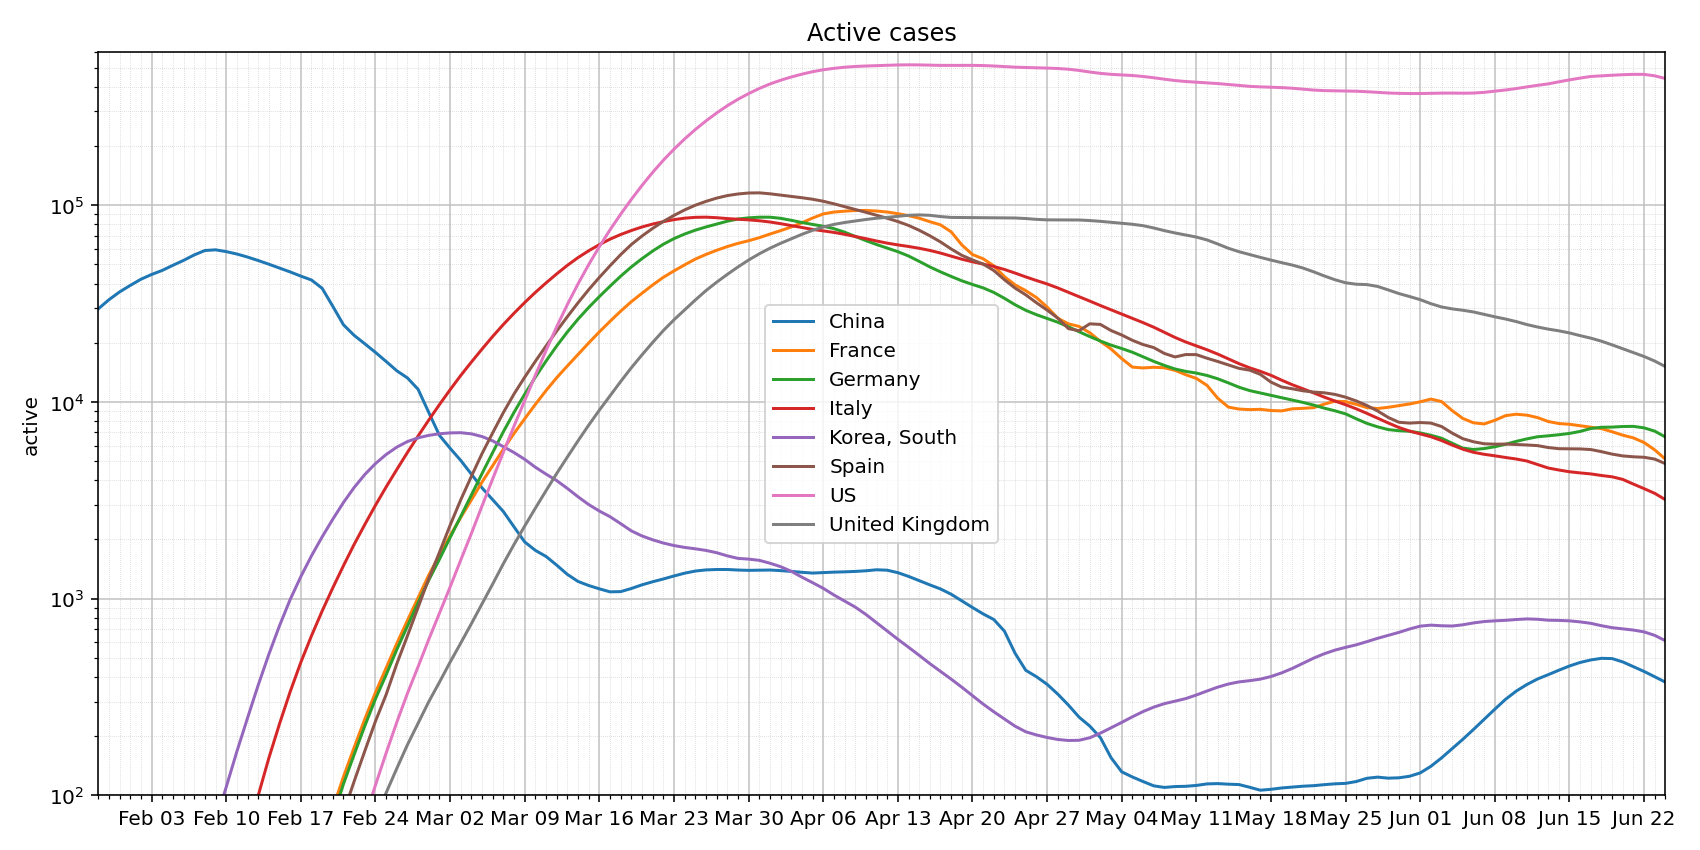 Active cases
active
10^5
10^4
10^3
10^2
China
France
Germany
Italy
Korea, South
Spain
US
United Kingdom
Feb 03 Feb 10 Feb 17 Feb 24 Mar 02 Mar 09 Mar 16 Mar 23 Mar 30 Apr 06 Apr 13 Apr 20 Apr 27 May 04 May 11 May 18 May 25 Jun 01 Jun 08 Jun 15 Jun 22